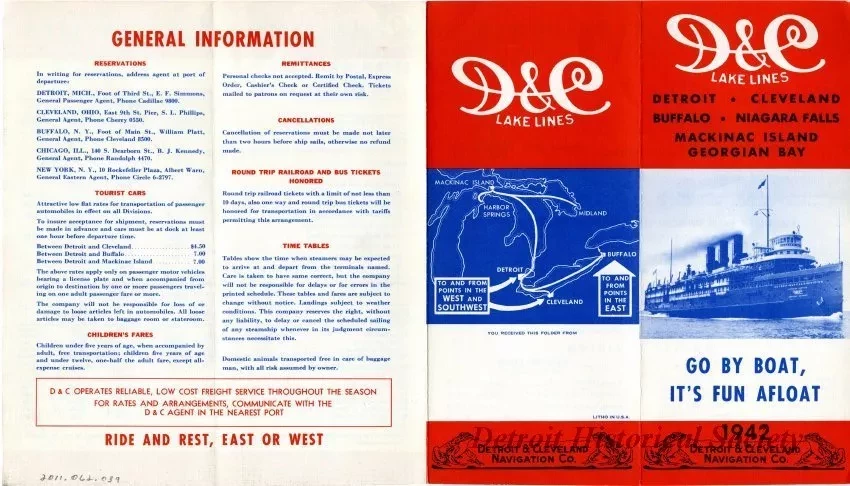 GENERAL INFORMATION
RESERVATIONS
In writing for reservations, address agent at port of
departure:
DETROIT, MICH., Foot of Third St., E. F. Simmons,
General Passenger Agent, Phone Cadillac 9800.
CLEVELAND, OHIO, East 9th St. Pier, S. L. Phillips,
General Agent, Phone Cherry 0550.
BUFFALO, N. Y., Foot of Main St., William Platt,
General Agent, Phone Cleveland 8500.
CHICAGO, ILL., 140 S. Dearborn St., B. J. Kennedy,
General Agent, Phone Randolph 4470.
NEW YORK, N. Y., 10 Rockefeller Plaza, Albert Warn,
General Eastern Agent, Phone Circle 6-2797.
TOURIST CARS
Attractive low flat rates for transportation of passenger
automobiles in effect on all Divisions.
To insure acceptance for shipment, reservations must
be made in advance and cars must be at dock at least
one hour before departure time.
Between Detroit and Cleveland $4.50
Between Detroit and Buffalo 7.00
Between Detroit and Mackinac Island 7.00
The above rates apply only on passenger motor vehicles
bearing a license plate and when accompanied from
origin to destination by one or more passengers travel-
ing on one adult passenger fare or more.
The company will not be responsible for loss of or
damage to loose articles left in automobiles. All loose
articles may be taken to baggage room or stateroom.
CHILDREN'S FARES
Children under five years of age, when accompanied by
adult, free transportation; children five years of age
and under twelve, one-half the adult fare, except all-
expense cruises.
REMITTANCES
Personal checks not accepted. Remit by Postal, Express
Order, Cashier's Check or Certified Check. Tickets
mailed to patrons on request at their own risk.
CANCELLATIONS
Cancellation of reservations must be made not later
than two hours before ship sails, otherwise no refund
made.
ROUND TRIP RAILROAD AND BUS TICKETS
HONORED
Round trip railroad tickets with a limit of not less than
10 days, also one way and round trip bus tickets will be
honored for transportation in accordance with tariffs
permitting this arrangement.
TIME TABLES
Tables show the time when steamers may be expected
to arrive at and depart from the terminals named.
Care is taken to have same correct, but the company
will not be responsible for delays or for errors in the
printed schedule. These tables and fares are subject to
change without notice. Landings subject to weather
conditions. This company reserves the right, without
any liability, to delay or cancel the scheduled sailing
of any steamship whenever in its judgment circum-
stances necessitate this.
Domestic animals transported free in care of baggage
man, with all risk assumed by owner.
D & C OPERATES RELIABLE, LOW COST FREIGHT SERVICE THROUGHOUT THE SEASON
FOR RATES AND ARRANGEMENTS, COMMUNICATE WITH THE
D & C AGENT IN THE NEAREST PORT
RIDE AND REST, EAST OR WEST
2011.062.039
D&C
LAKE LINES
MACKINAC ISLAND
HARBOR
SPRINGS
MIDLAND
BUFFALO
DETROIT
CLEVELAND
TO AND FROM
POINTS IN THE
WEST AND
SOUTHWEST
TO AND
FROM
POINTS
IN THE
EAST
YOU RECEIVED THIS FOLDER FROM
LITHO IN U.S.A.
DETROIT & CLEVELAND
NAVIGATION CO.
D&C
LAKE LINES
DETROIT • CLEVELAND
BUFFALO • NIAGARA FALLS
MACKINAC ISLAND
GEORGIAN BAY
GO BY BOAT,
IT'S FUN AFLOAT
1942
DETROIT & CLEVELAND
NAVIGATION CO.
Detroit Historical Society